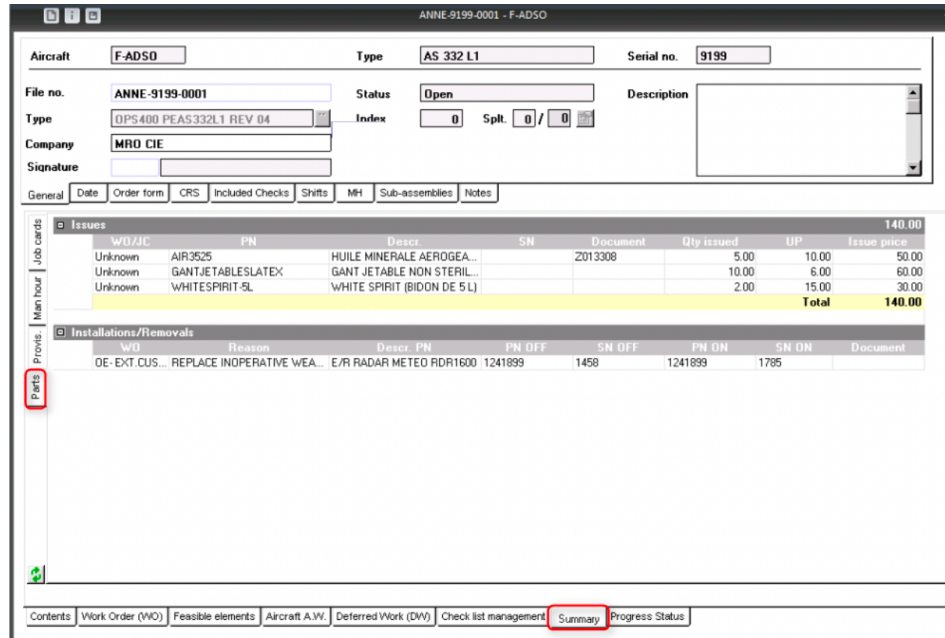 ANNE-9199-0001 - F-ADSO
Aircraft F-ADSO Type AS 332 L1 Serial no. 9199
File no. ANNE-9199-0001 Status Open Description
Type OPS400 PEAS332L1 REV 04 Index 0 Splt. 0 / 0
Company MRO CIE
Signature
General Date Order form CRS Included Checks Shifts MH Sub-assemblies Notes
Job cards
Man hour
Provis.
Parts
Issues 140.00
WO/JC PN Descr. SN Document Qty issued UP Issue price
Unknown AIR3525 HUILE MINERALE AEROGEA... Z013308 5.00 10.00 50.00
Unknown GANTJETABLESLATEX GANT JETABLE NON STERIL... 10.00 6.00 60.00
Unknown WHITESPIRIT-5L WHITE SPIRIT (BIDON DE 5 L) 2.00 15.00 30.00
Total 140.00
Installations/Removals
WO Reason Descr. PN PN OFF SN OFF PN ON SN ON Document
OE- EXT.CUS... REPLACE INOPERATIVE WEA... E/R RADAR METEO RDR1600 1241899 1458 1241899 1785
Contents Work Order (WO) Feasible elements Aircraft A.W. Deferred Work (DW) Check list management Summary Progress Status